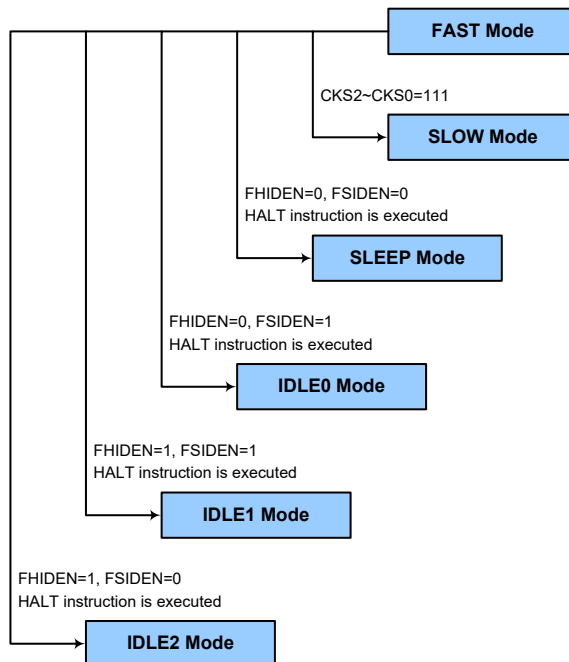 FAST Mode
CKS2~CKS0=111
SLOW Mode
FHIDEN=0, FSIDEN=0
HALT instruction is executed
SLEEP Mode
FHIDEN=0, FSIDEN=1
HALT instruction is executed
IDLE0 Mode
FHIDEN=1, FSIDEN=1
HALT instruction is executed
IDLE1 Mode
FHIDEN=1, FSIDEN=0
HALT instruction is executed
IDLE2 Mode